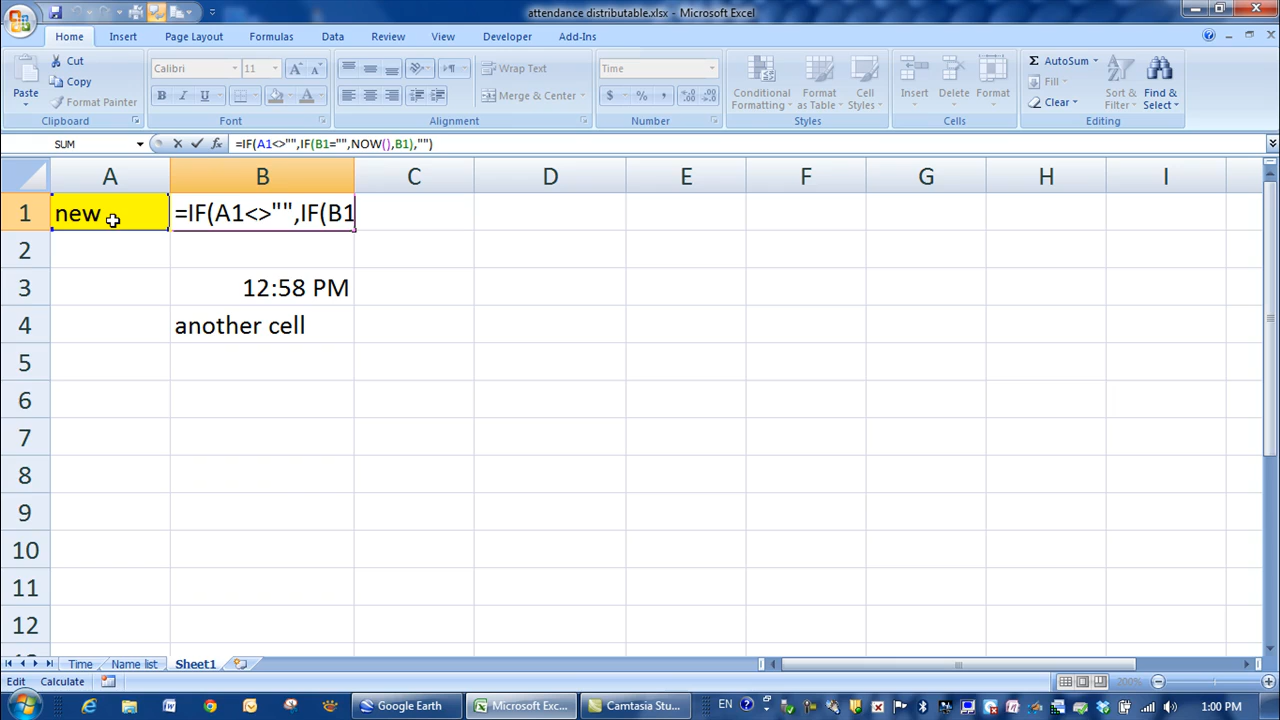 attendance distributable.xlsx - Microsoft Excel
Home Insert Page Layout Formulas Data Review View Developer Add-Ins
Cut Calibri 11 Wrap Text Time AutoSum
Copy Fill
Paste Format Painter B I U Merge & Center $ % , Conditional Formatting Format as Table Cell Styles Insert Delete Format Clear Sort & Filter Find & Select
Clipboard Font Alignment Number Styles Cells Editing
SUM =IF(A1<>"",IF(B1="",NOW(),B1),"")
A B C D E F G H I
1 new =IF(A1<>"",IF(B1
2
3 12:58 PM
4 another cell
5
6
7
8
9
10
11
12
Time Name list Sheet1
Edit Calculate 200%
Google Earth Microsoft Exc... Camtasia Stu... EN 1:00 PM